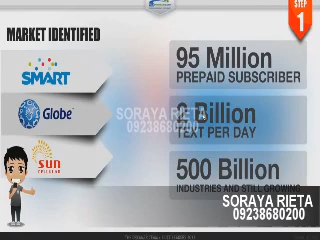 STEP
1
MARKET IDENTIFIED
SMART
Globe
SUN
CELLULAR
95 Million
PREPAID SUBSCRIBER
Billion
TEXT PER DAY
500 Billion
INDUSTRIES AND STILL GROWING
SORAYA RIETA
09238680200
SORAYA RIETA
09238680200